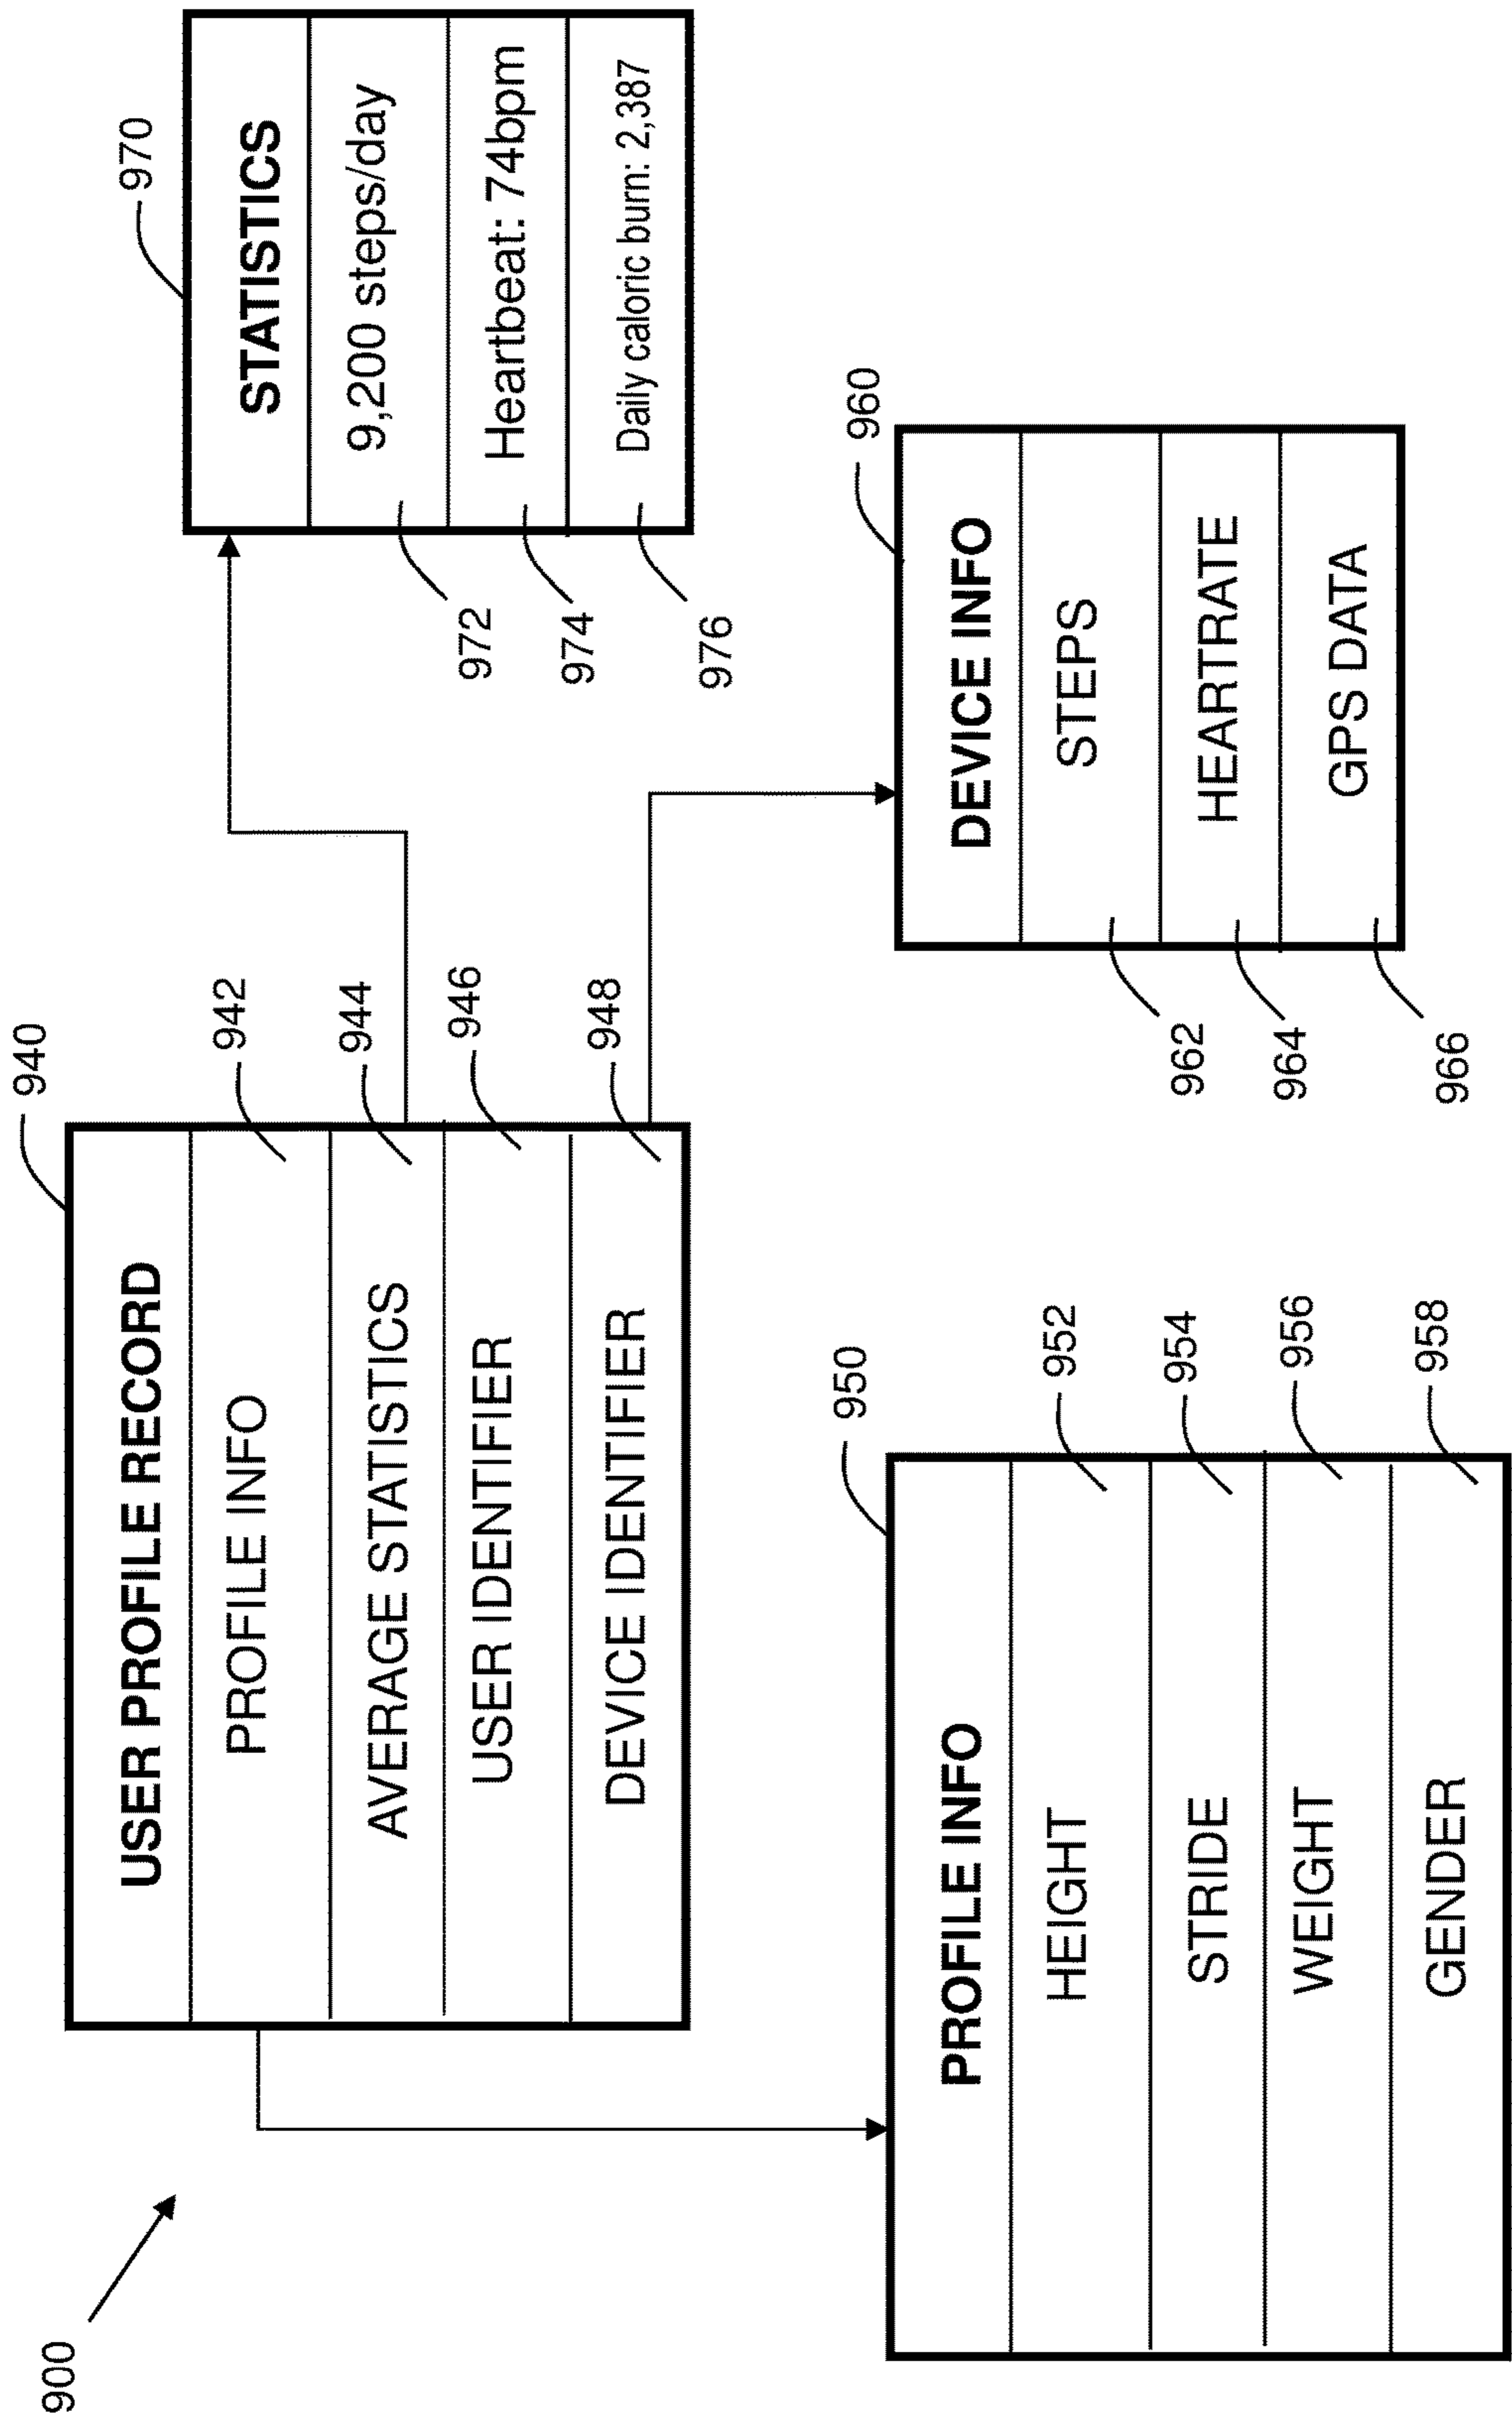 900
940
USER PROFILE RECORD
PROFILE INFO
942
AVERAGE STATISTICS
944
USER IDENTIFIER
946
DEVICE IDENTIFIER
948
970
STATISTICS
9,200 steps/day
972
Heartbeat: 74bpm
974
Daily caloric burn: 2,387
976
950
PROFILE INFO
HEIGHT
952
STRIDE
954
WEIGHT
956
GENDER
958
960
DEVICE INFO
STEPS
962
HEARTRATE
964
GPS DATA
966